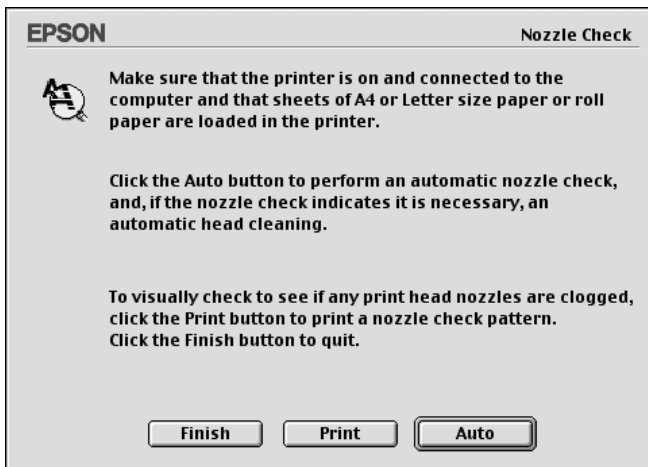 EPSON Nozzle Check
Make sure that the printer is on and connected to the
computer and that sheets of A4 or Letter size paper or roll
paper are loaded in the printer.
Click the Auto button to perform an automatic nozzle check,
and, if the nozzle check indicates it is necessary, an
automatic head cleaning.
To visually check to see if any print head nozzles are clogged,
click the Print button to print a nozzle check pattern.
Click the Finish button to quit.
Finish Print Auto